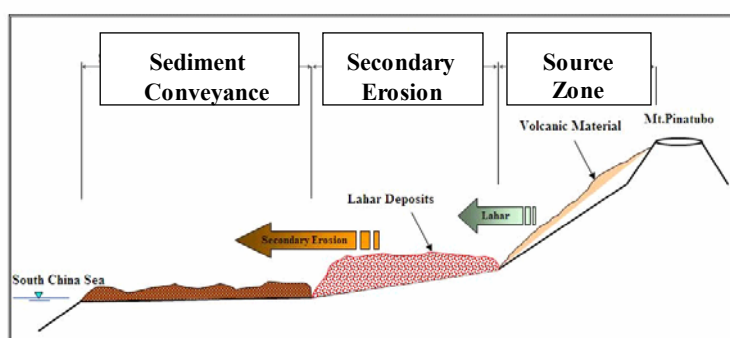 Sediment
Conveyance
Secondary
Erosion
Source
Zone
Mt.Pinatubo
Volcanic Material
Lahar Deposits
Lahar
Secondary Erosion
South China Sea